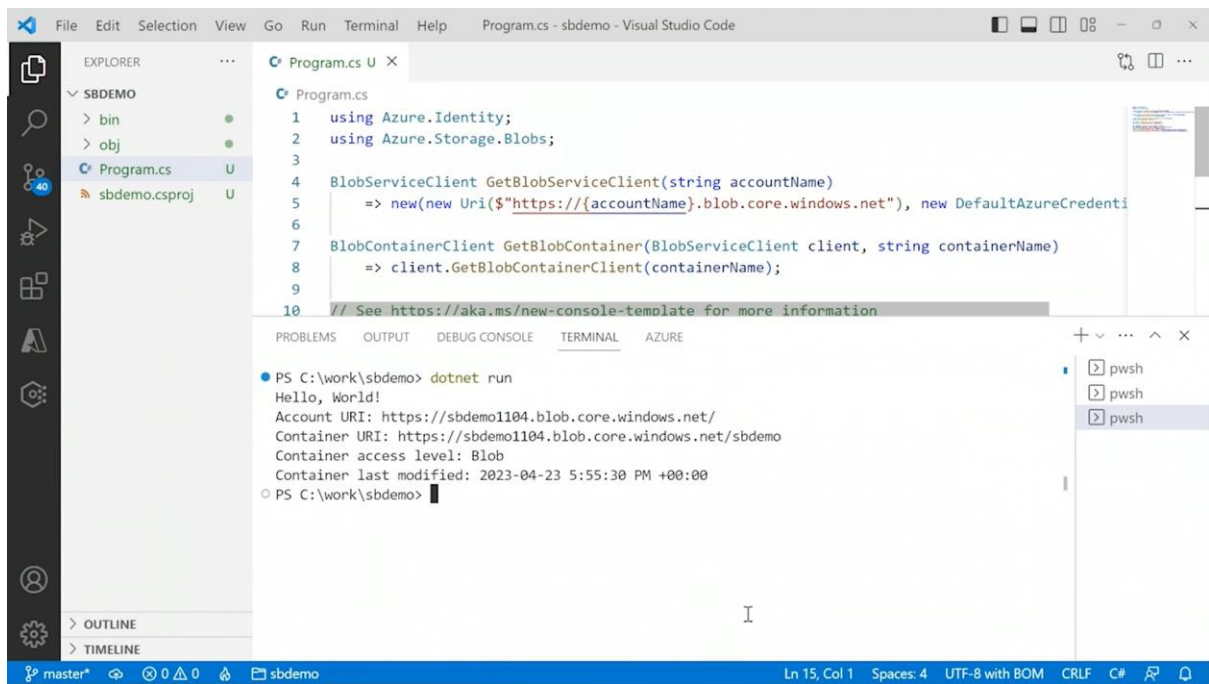 File Edit Selection View Go Run Terminal Help Program.cs - sbdemo - Visual Studio Code
EXPLORER
SBDEMO
bin
obj
Program.cs U
sbdemo.csproj U
40
OUTLINE
TIMELINE
Program.cs U
Program.cs
1 using Azure.Identity;
2 using Azure.Storage.Blobs;
3
4 BlobServiceClient GetBlobServiceClient(string accountName)
5 => new(new Uri($"https://{accountName}.blob.core.windows.net"), new DefaultAzureCredenti
6
7 BlobContainerClient GetBlobContainer(BlobServiceClient client, string containerName)
8 => client.GetBlobContainerClient(containerName);
9
10 // See https://aka.ms/new-console-template for more information
PROBLEMS OUTPUT DEBUG CONSOLE TERMINAL AZURE
PS C:\work\sbdemo> dotnet run
Hello, World!
Account URI: https://sbdemo1104.blob.core.windows.net/
Container URI: https://sbdemo1104.blob.core.windows.net/sbdemo
Container access level: Blob
Container last modified: 2023-04-23 5:55:30 PM +00:00
PS C:\work\sbdemo>
pwsh
pwsh
pwsh
master* 0 0 sbdemo Ln 15, Col 1 Spaces: 4 UTF-8 with BOM CRLF C#